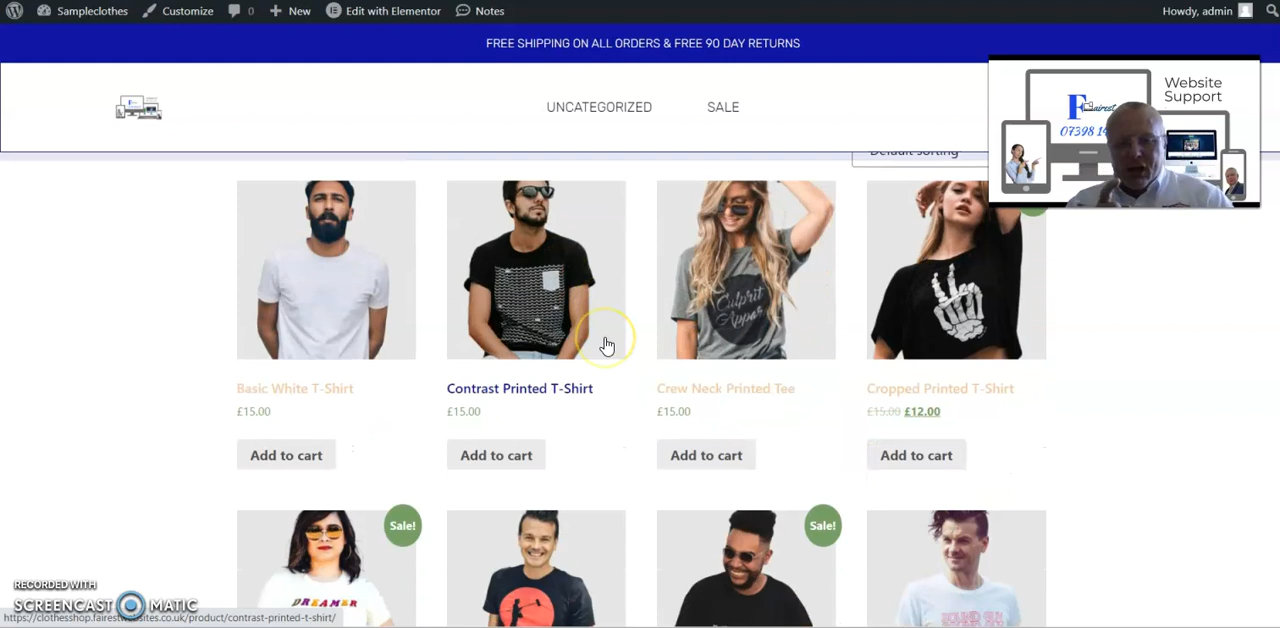 Sampleclothes Customize 0 New Edit with Elementor Notes Howdy, admin
FREE SHIPPING ON ALL ORDERS & FREE 90 DAY RETURNS
Website
Support
UNCATEGORIZED SALE
07398
Default sorting
Culprit
Basic White T-Shirt Contrast Printed T-Shirt Crew Neck Printed Tee Cropped Printed T-Shirt
£15.00 £15.00 £15.00 £15.00 £12.00
Add to cart Add to cart Add to cart Add to cart
Sale! Sale!
DREAMER
RECORDED WITH
SCREENCAST MATIC
https://clothesshop.fairestwebsites.co.uk/product/contrast-printed-t-shirt/